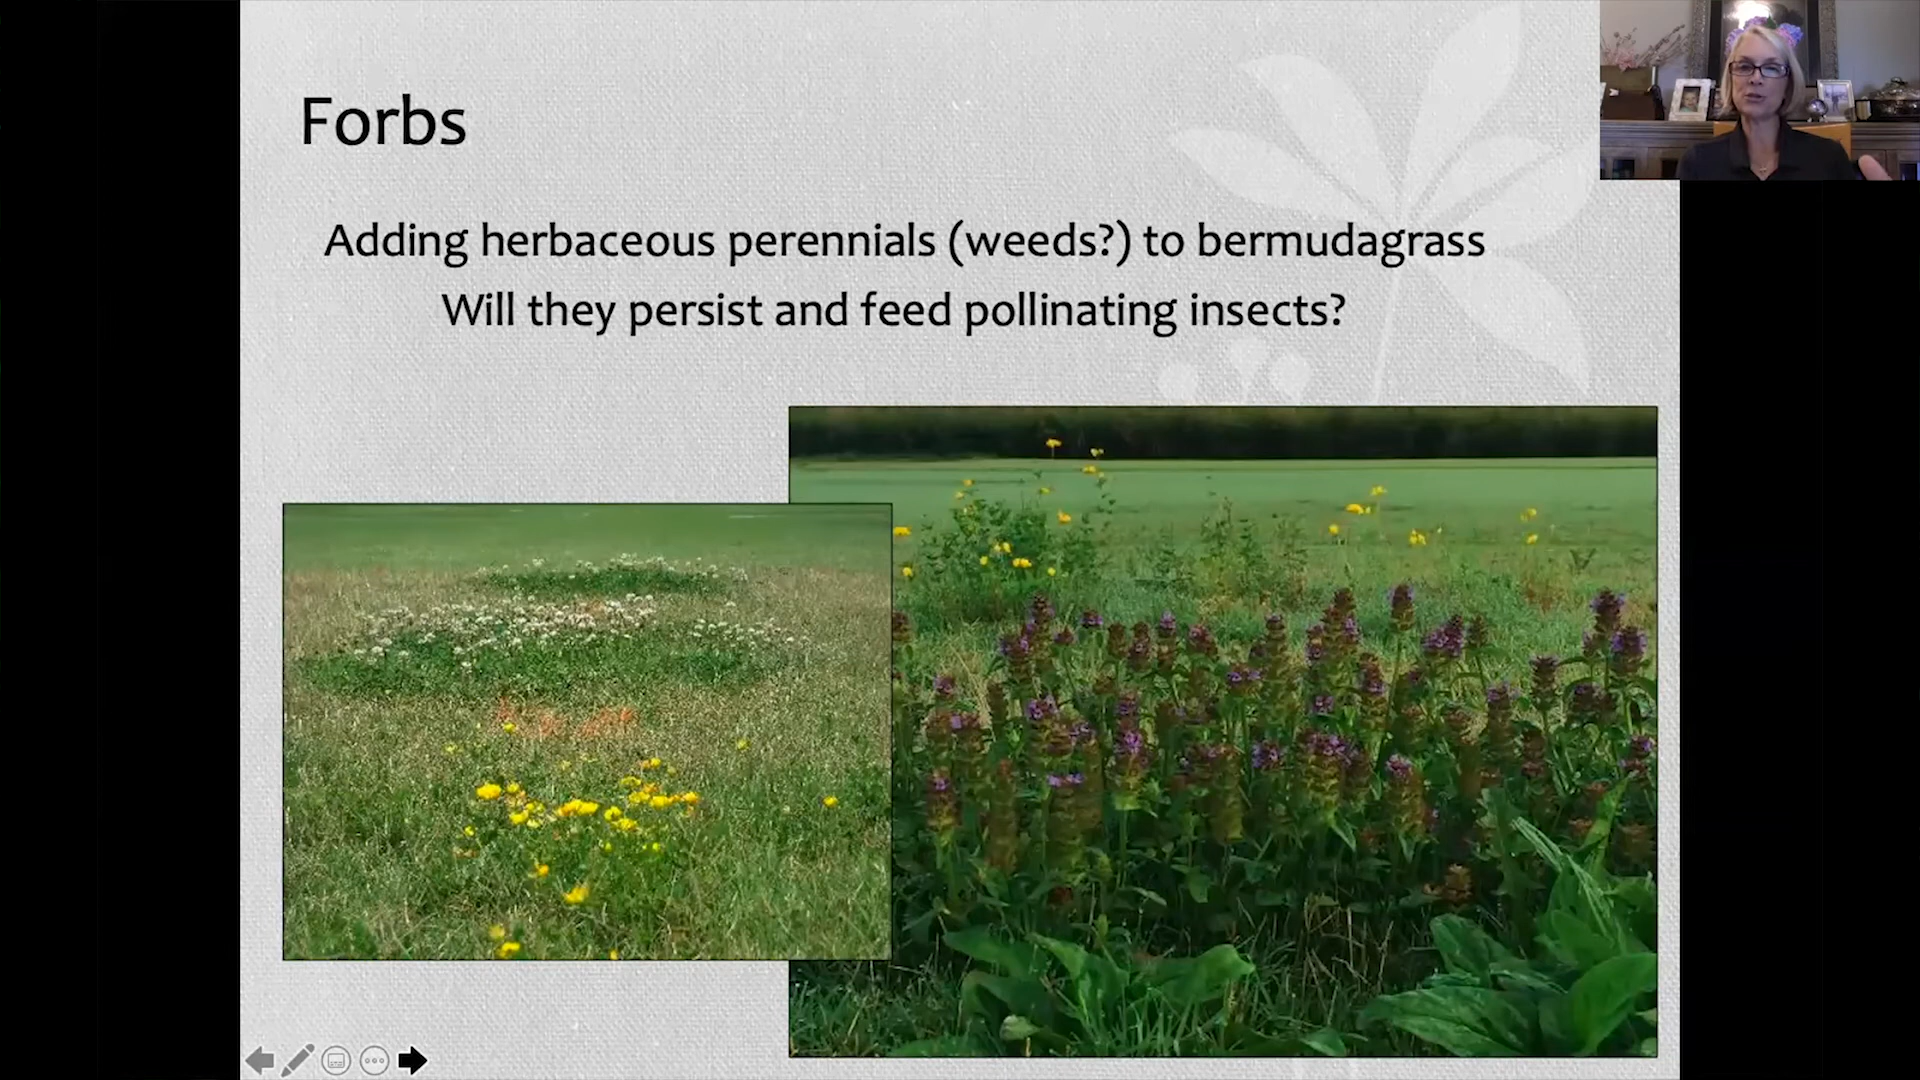 Forbs
Adding herbaceous perennials (weeds?) to bermudagrass
Will they persist and feed pollinating insects?